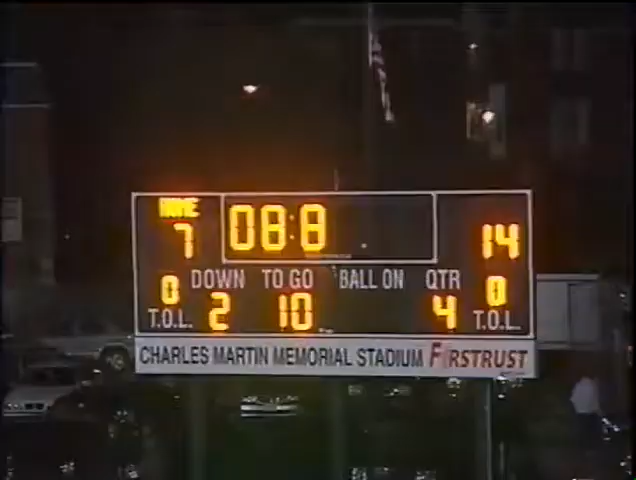 HOME
7 08:8 14
DOWN TO GO BALL ON QTR
0 2 10 4 0
T.O.L. T.O.L.
CHARLES MARTIN MEMORIAL STADIUM FIRSTRUST